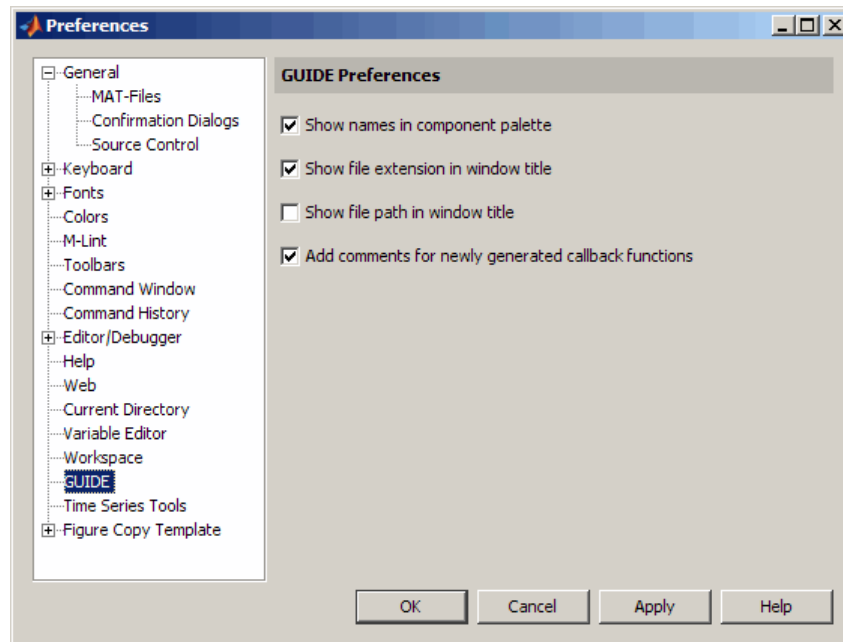 Preferences
General
MAT-Files
Confirmation Dialogs
Source Control
Keyboard
Fonts
Colors
M-Lint
Toolbars
Command Window
Command History
Editor/Debugger
Help
Web
Current Directory
Variable Editor
Workspace
GUIDE
Time Series Tools
Figure Copy Template
GUIDE Preferences
Show names in component palette
Show file extension in window title
Show file path in window title
Add comments for newly generated callback functions
OK Cancel Apply Help